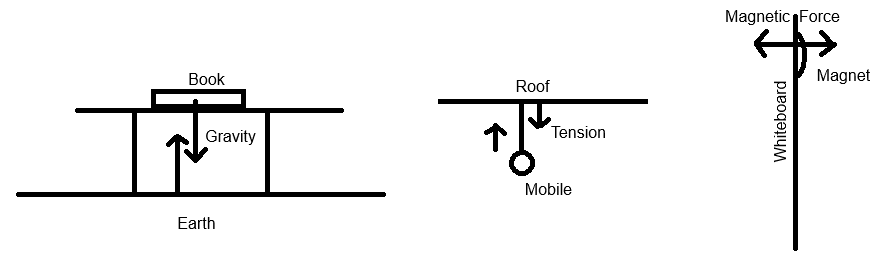 Book
Gravity
Earth
Roof
Tension
Mobile
Magnetic Force
Magnet
Whiteboard